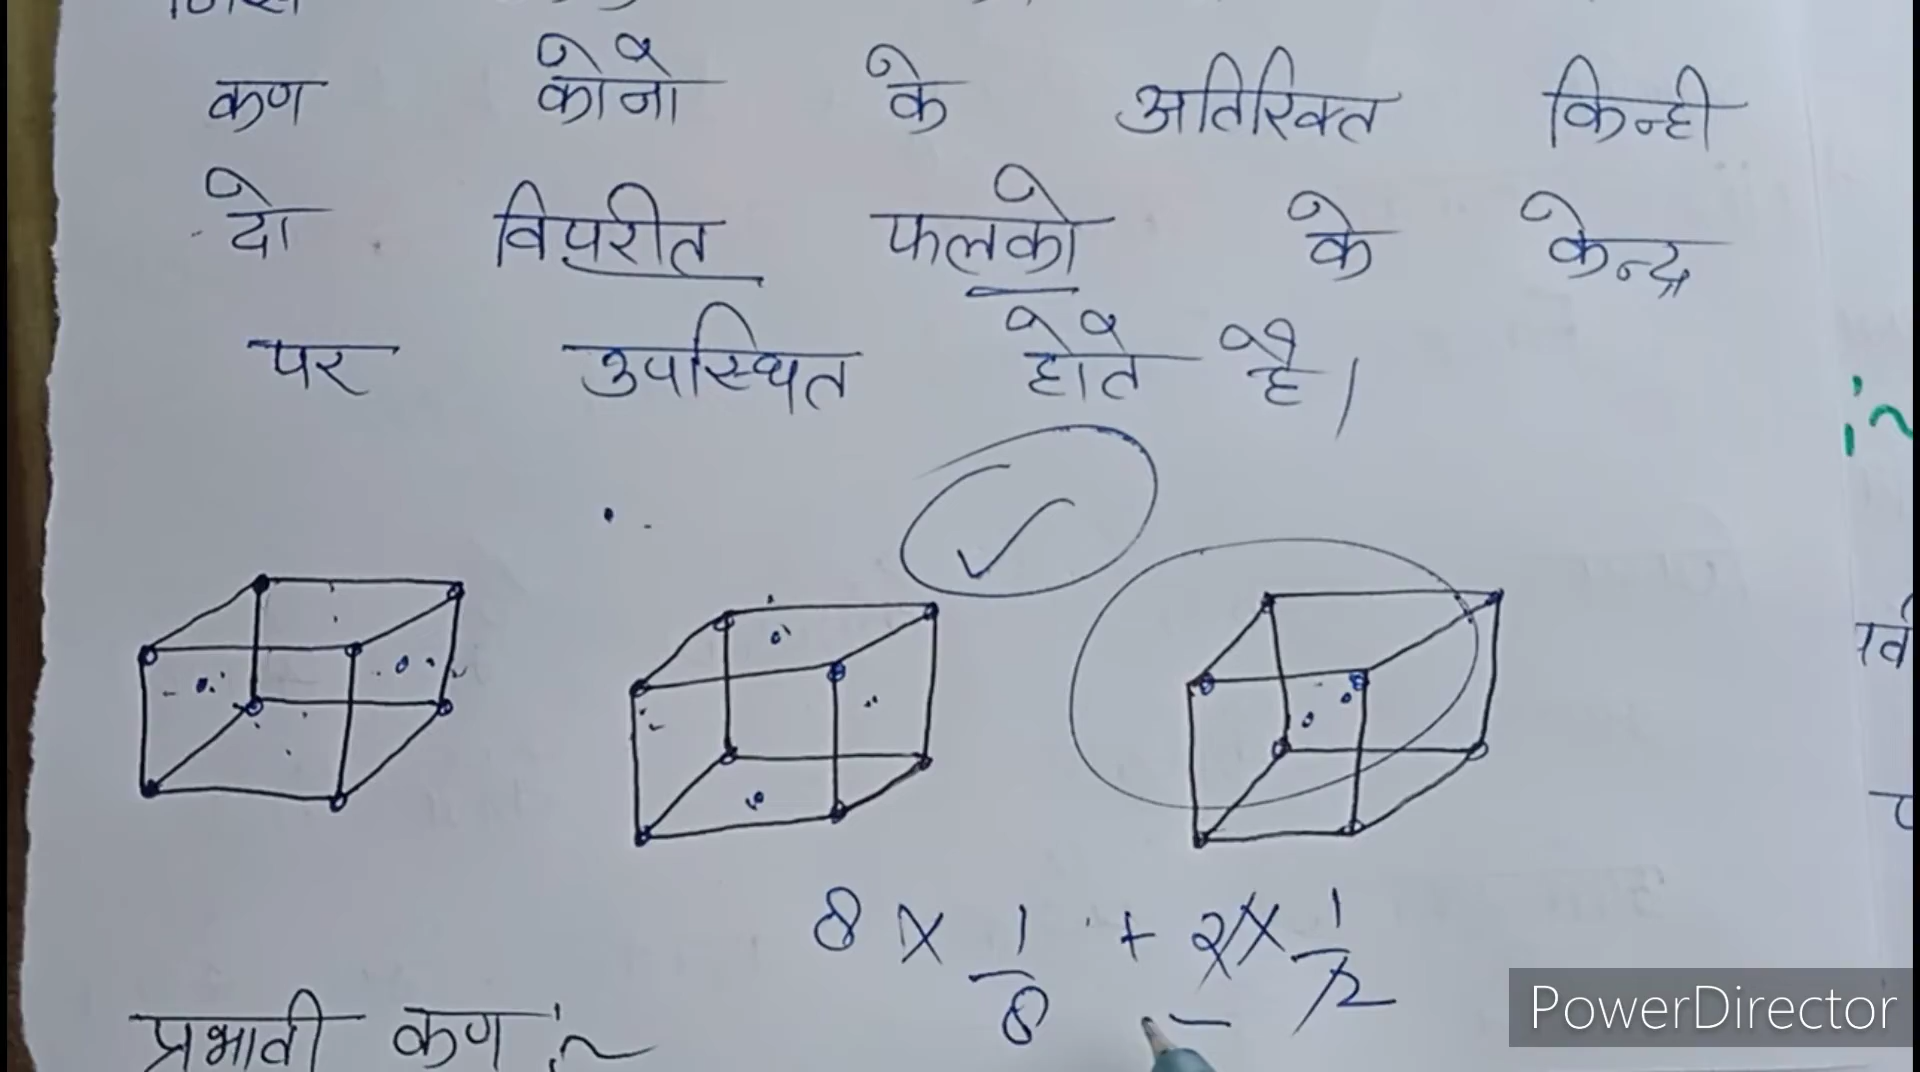 कण कोनो के अतिरिक्त किन्ही
दो विपरीत फलको के केन्द्र
पर उपस्थित होते है।
8 × 1/8 + 2 × 1/2
प्रभावी कण :~
PowerDirector